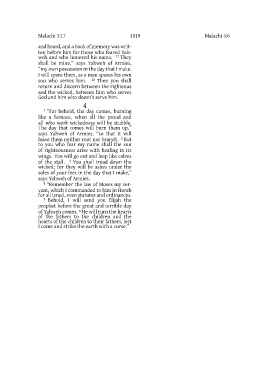 Malachi 3:17 1019 Malachi 4:6
and heard, and a book of memory was writ-
ten before him for those who feared Yah-
weh and who honored his name. 17 They
shall be mine,” says Yahweh of Armies,
“my own possession in the day that I make.
I will spare them, as a man spares his own
son who serves him. 18 Then you shall
return and discern between the righteous
and the wicked, between him who serves
God and him who doesn’t serve him.
4
1 “For behold, the day comes, burning
like a furnace, when all the proud and
all who work wickedness will be stubble.
The day that comes will burn them up,”
says Yahweh of Armies, “so that it will
leave them neither root nor branch. 2 But
to you who fear my name shall the sun
of righteousness arise with healing in its
wings. You will go out and leap like calves
of the stall. 3 You shall tread down the
wicked; for they will be ashes under the
soles of your feet in the day that I make,”
says Yahweh of Armies.
4 “Remember the law of Moses my ser-
vant, which I commanded to him in Horeb
for all Israel, even statutes and ordinances.
5 Behold, I will send you Elijah the
prophet before the great and terrible day
of Yahweh comes. 6 He will turn the hearts
of the fathers to the children and the
hearts of the children to their fathers, lest
I come and strike the earth with a curse.”